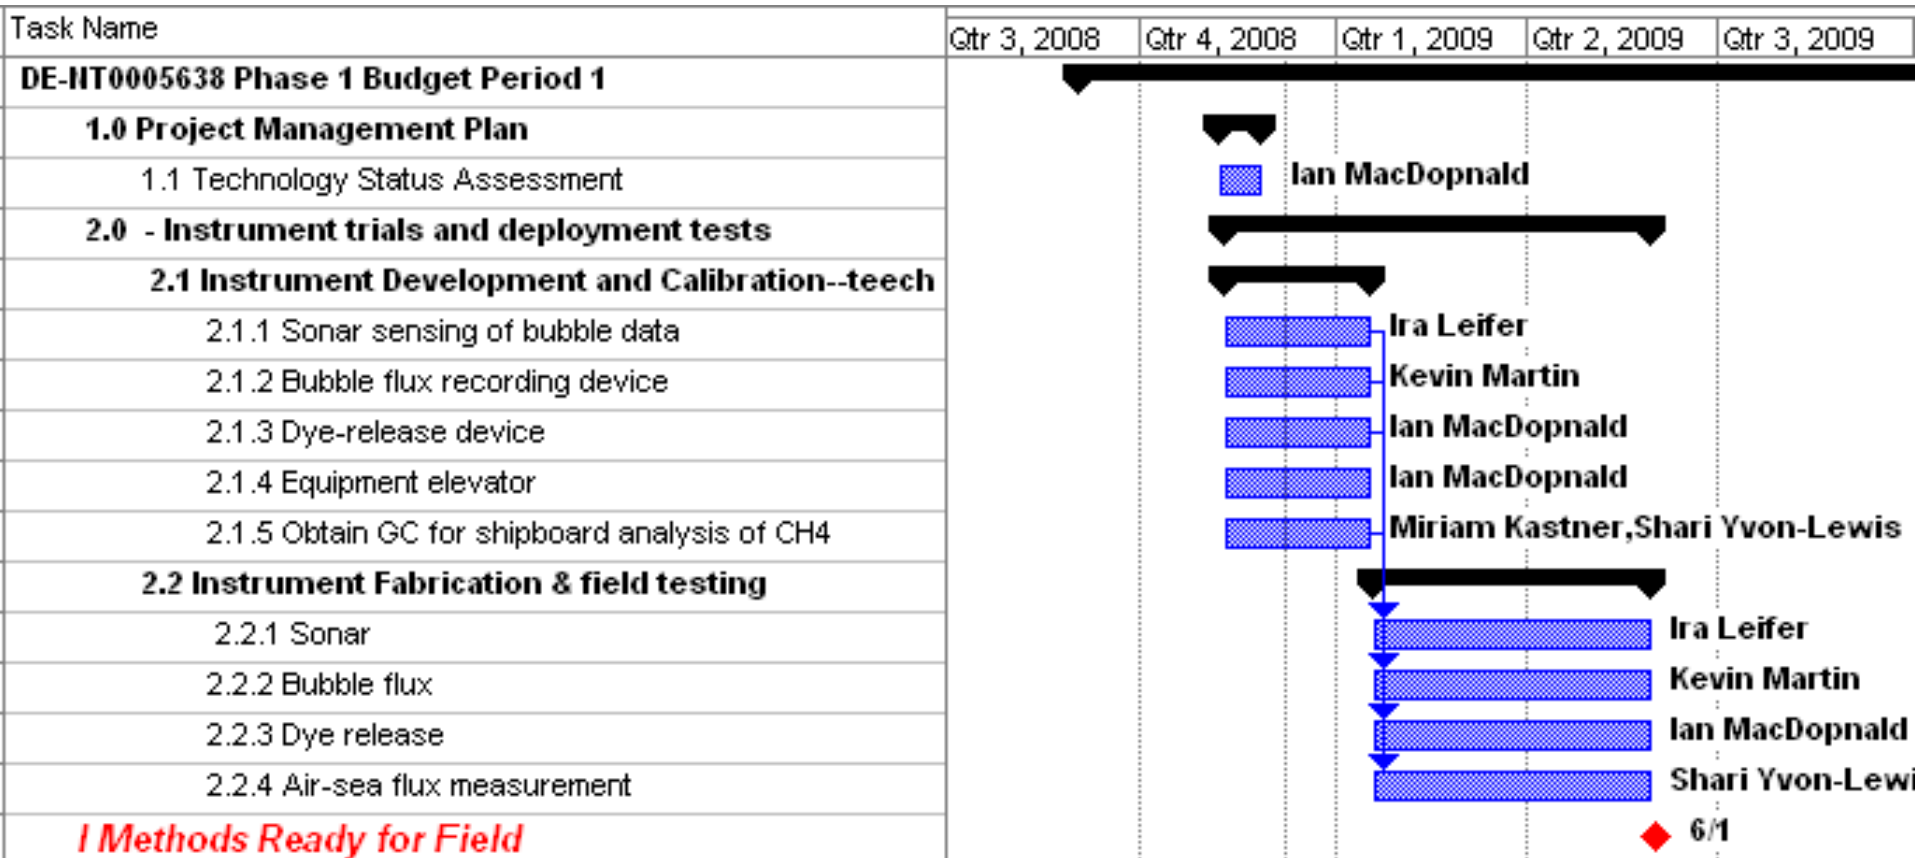 Task Name
Qtr 3, 2008 Qtr 4, 2008 Qtr 1, 2009 Qtr 2, 2009 Qtr 3, 2009
DE-NT0005638 Phase 1 Budget Period 1
1.0 Project Management Plan
1.1 Technology Status Assessment Ian MacDopnald
2.0 - Instrument trials and deployment tests
2.1 Instrument Development and Calibration--teech
2.1.1 Sonar sensing of bubble data Ira Leifer
2.1.2 Bubble flux recording device Kevin Martin
2.1.3 Dye-release device Ian MacDopnald
2.1.4 Equipment elevator Ian MacDopnald
2.1.5 Obtain GC for shipboard analysis of CH4 Miriam Kastner,Shari Yvon-Lewis
2.2 Instrument Fabrication & field testing
2.2.1 Sonar Ira Leifer
2.2.2 Bubble flux Kevin Martin
2.2.3 Dye release Ian MacDopnald
2.2.4 Air-sea flux measurement Shari Yvon-Lewi
I Methods Ready for Field 6/1